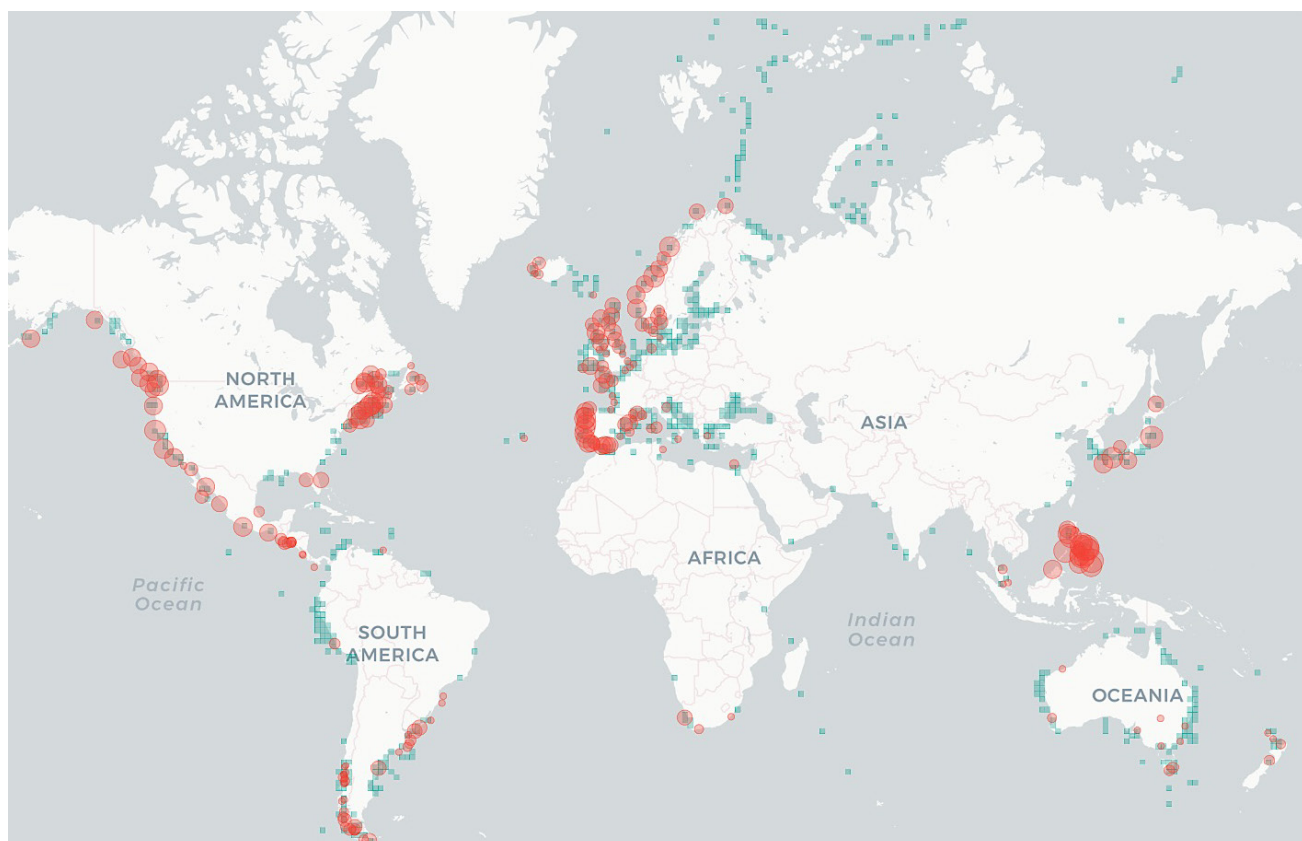 NORTH
AMERICA
ASIA
AFRICA
Pacific
Ocean
Indian
Ocean
SOUTH
AMERICA
OCEANIA